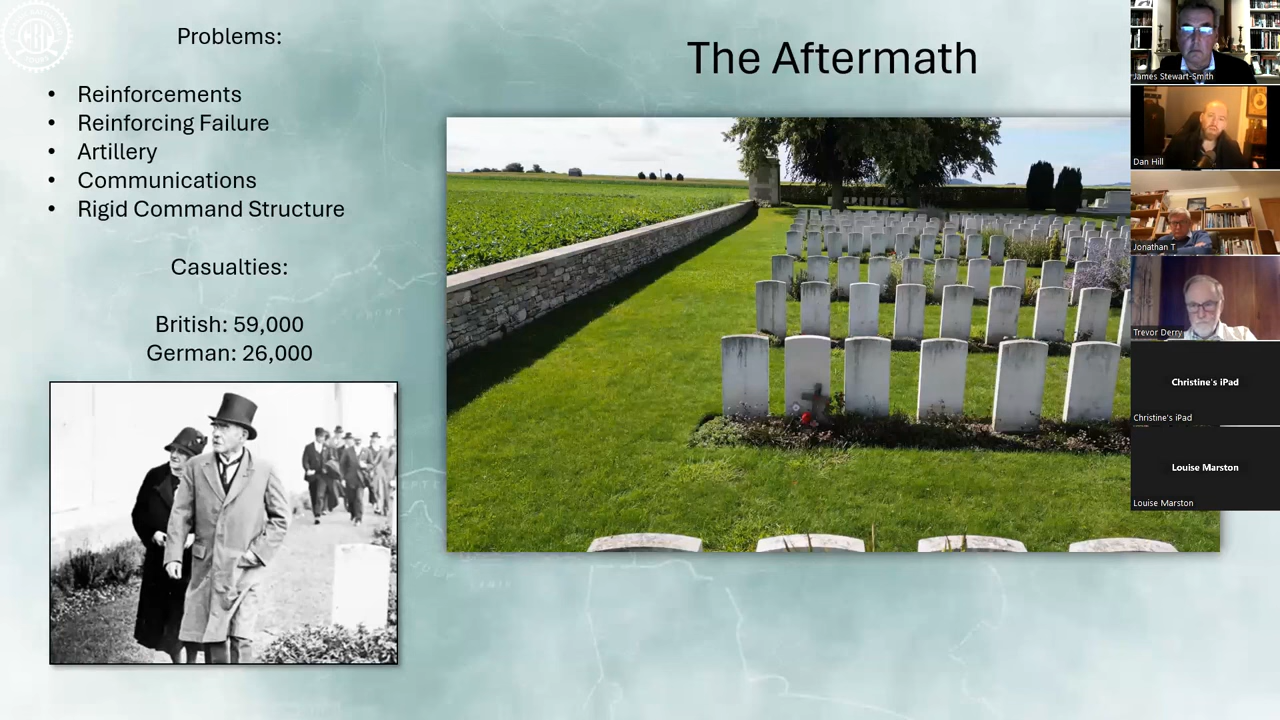 Problems:
• Reinforcements
• Reinforcing Failure
• Artillery
• Communications
• Rigid Command Structure
Casualties:
British: 59,000
German: 26,000
The Aftermath
James Stewart-Smith
Dan Hill
Jonathan T
Trevor Derry
Christine's iPad
Christine's iPad
Louise Marston
Louise Marston